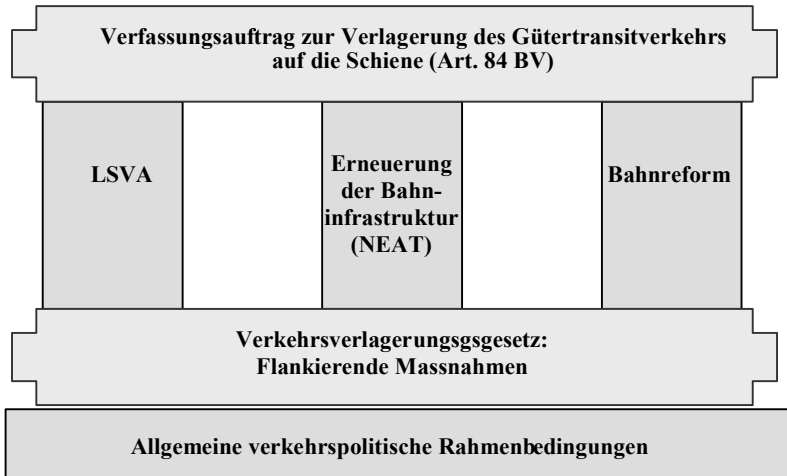 Verfassungsauftrag zur Verlagerung des Gütertransitverkehrs
auf die Schiene (Art. 84 BV)
LSVA
Erneuerung
der Bahn-
infrastruktur
(NEAT)
Bahnreform
Verkehrsverlagerungsgsgesetz:
Flankierende Massnahmen
Allgemeine verkehrspolitische Rahmenbedingungen